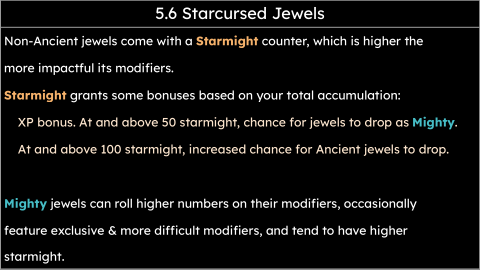 5.6 Starcursed Jewels
Non-Ancient jewels come with a Starmight counter, which is higher the
more impactful its modifiers.
Starmight grants some bonuses based on your total accumulation:
XP bonus. At and above 50 starmight, chance for jewels to drop as Mighty.
At and above 100 starmight, increased chance for Ancient jewels to drop.
Mighty jewels can roll higher numbers on their modifiers, occasionally
feature exclusive & more difficult modifiers, and tend to have higher
starmight.